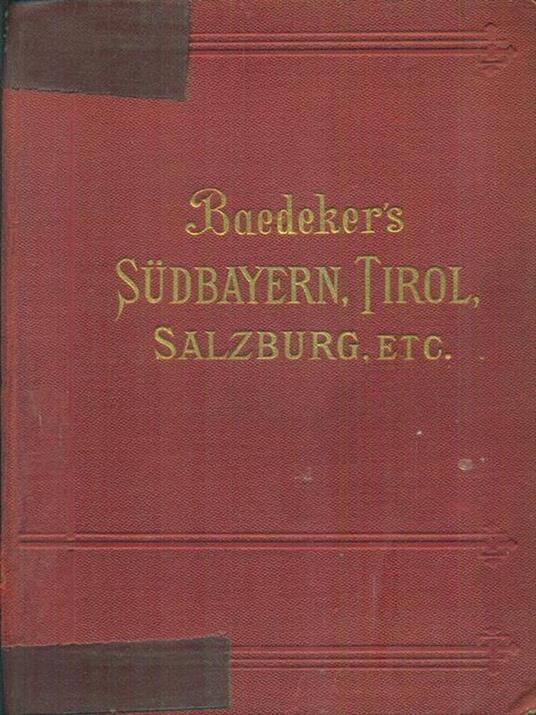 Baedeker's
SÜDBAYERN, TIROL,
SALZBURG, ETC.